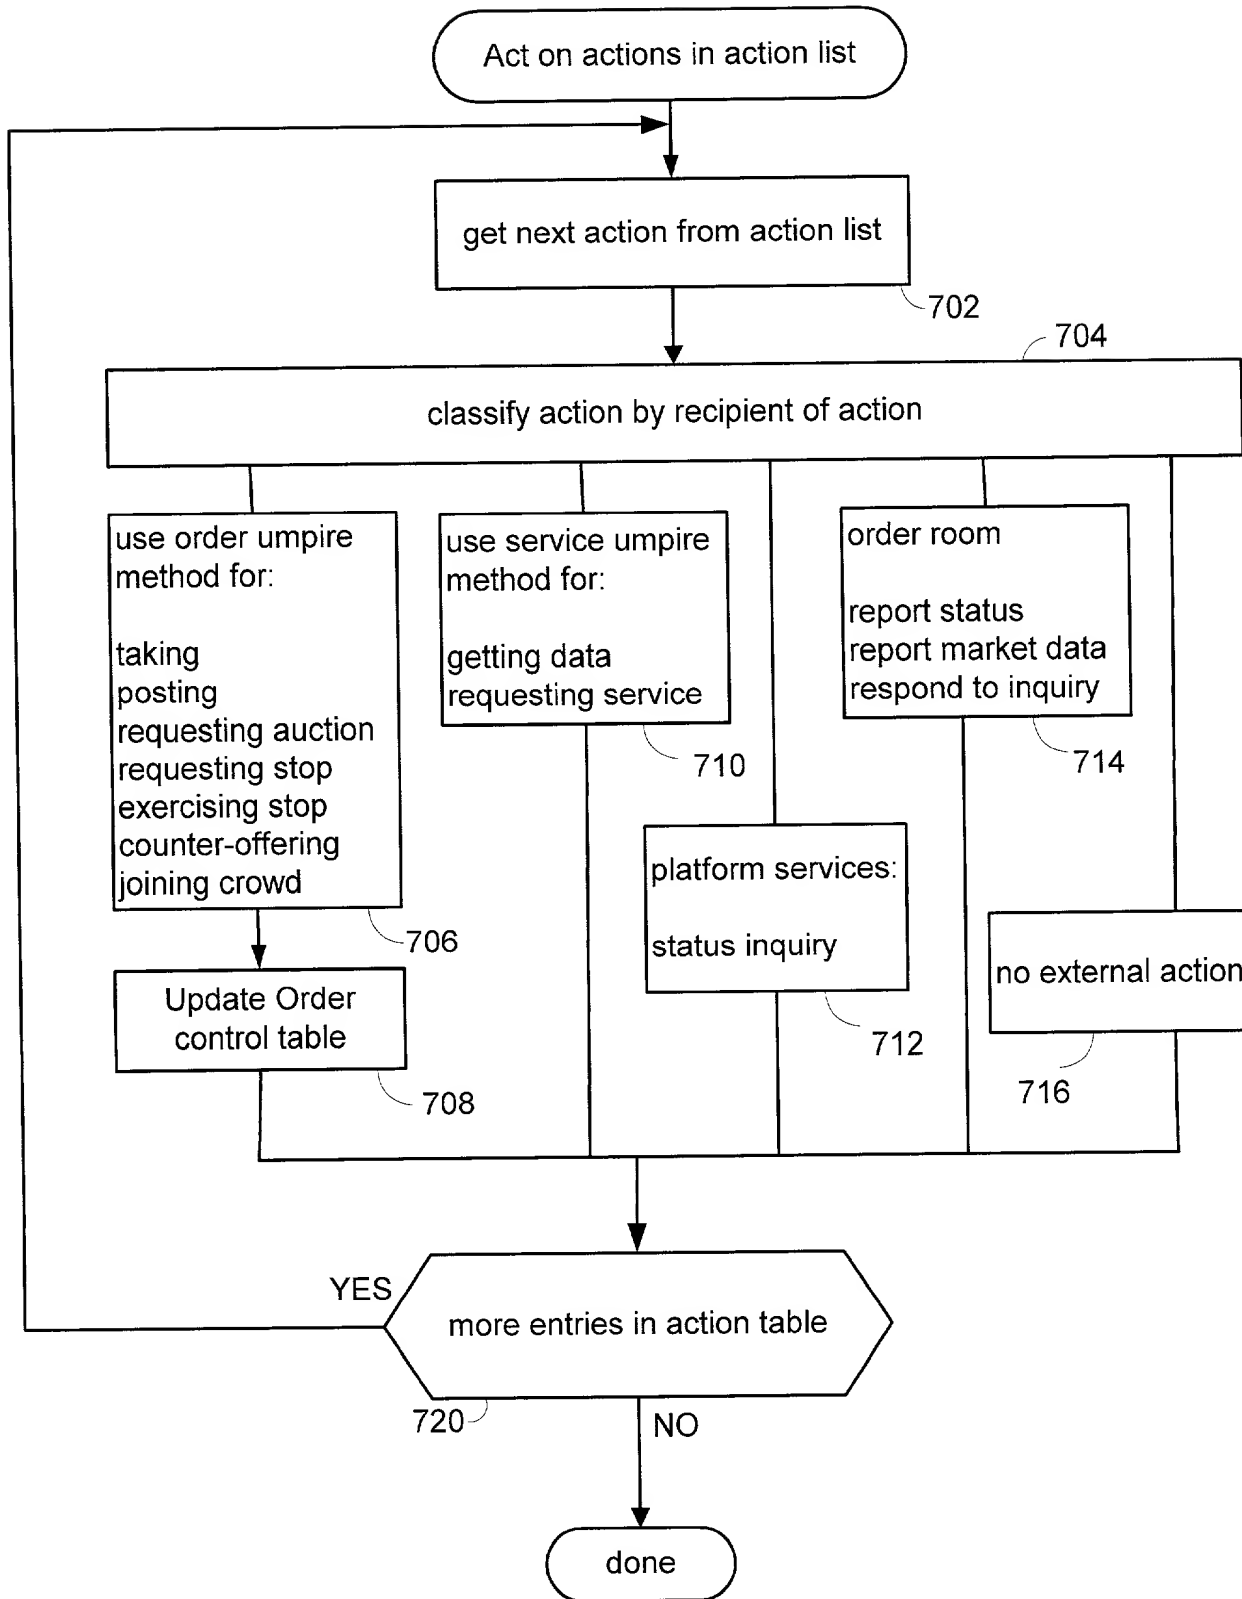 Act on actions in action list
get next action from action list
702
704
classify action by recipient of action
use order umpire
method for:
taking
posting
requesting auction
requesting stop
exercising stop
counter-offering
joining crowd
706
Update Order
control table
708
use service umpire
method for:
getting data
requesting service
710
platform services:
status inquiry
712
order room
report status
report market data
respond to inquiry
714
no external action
716
YES
more entries in action table
720
NO
done